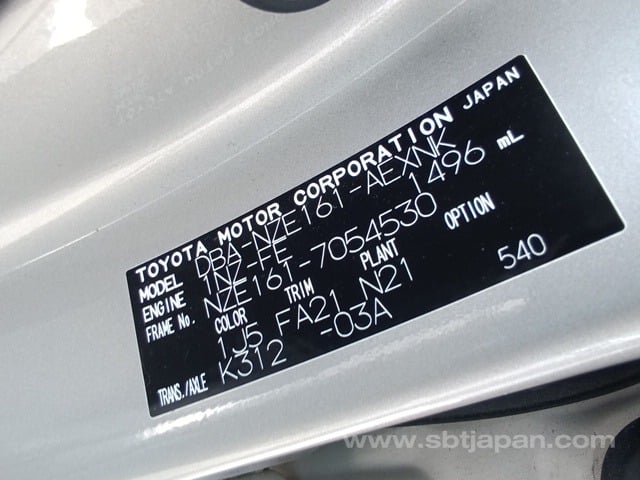 TOYOTA MOTOR CORPORATION JAPAN
MODEL DBA-NZE161-AEXNK
ENGINE 1NZ-FE 1496 mL
FRAME No. NZE161-7054530
COLOR TRIM PLANT OPTION
1J5 FA21 N21 540
TRANS./AXLE K312 -03A
www.sbtjapan.com